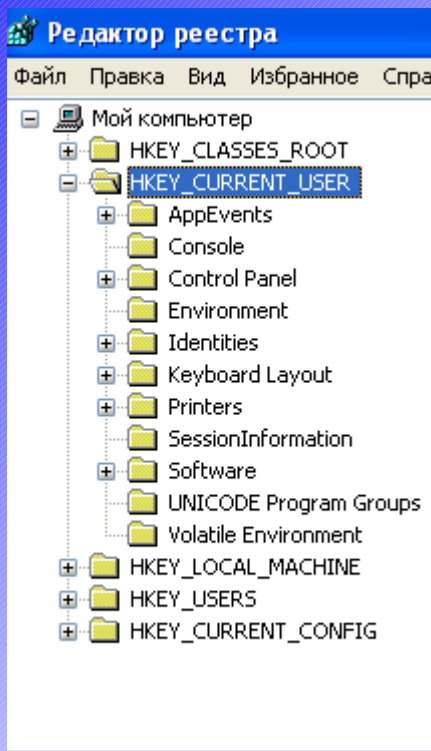 Редактор реестра
Файл Правка Вид Избранное Спра
Мой компьютер
HKEY_CLASSES_ROOT
HKEY_CURRENT_USER
AppEvents
Console
Control Panel
Environment
Identities
Keyboard Layout
Printers
SessionInformation
Software
UNICODE Program Groups
Volatile Environment
HKEY_LOCAL_MACHINE
HKEY_USERS
HKEY_CURRENT_CONFIG